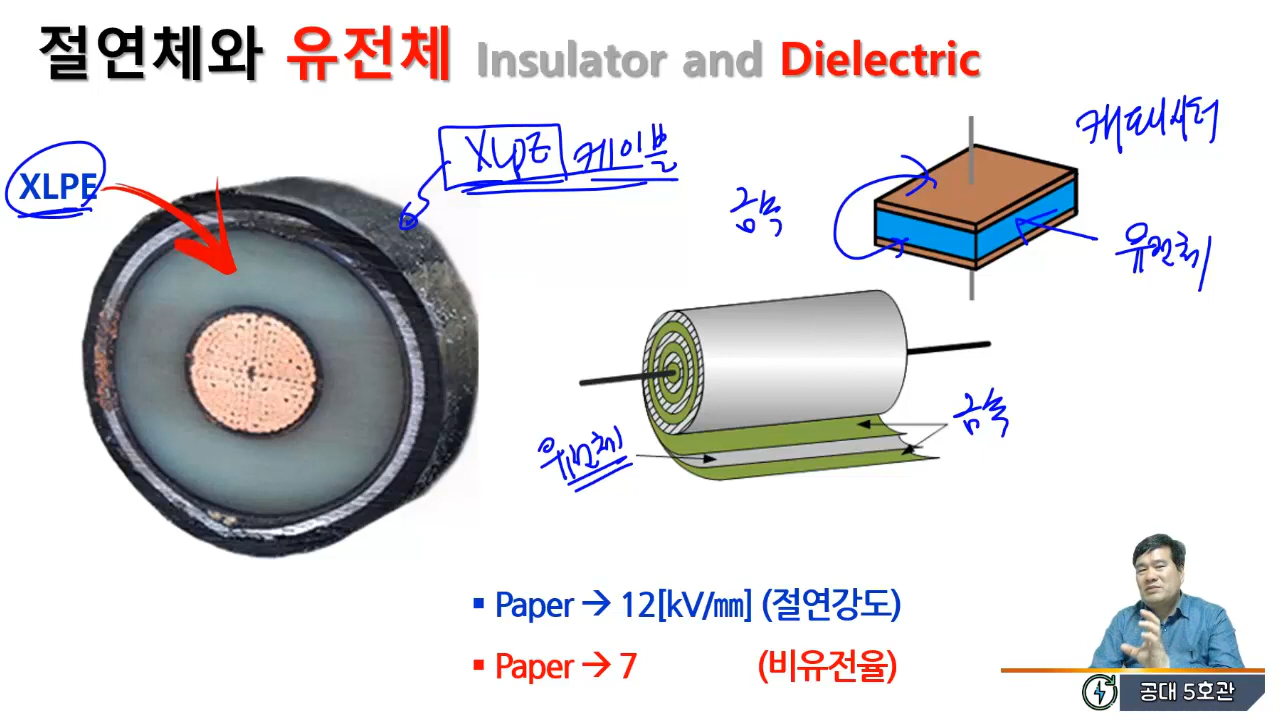 절연체와 유전체 Insulator and Dielectric
캐패시터
XLPE
XLPE 케이블
금속
유전체
금속
유전체
▪ Paper → 12[kV/㎜] (절연강도)
▪ Paper → 7 (비유전율)
공대 5호관